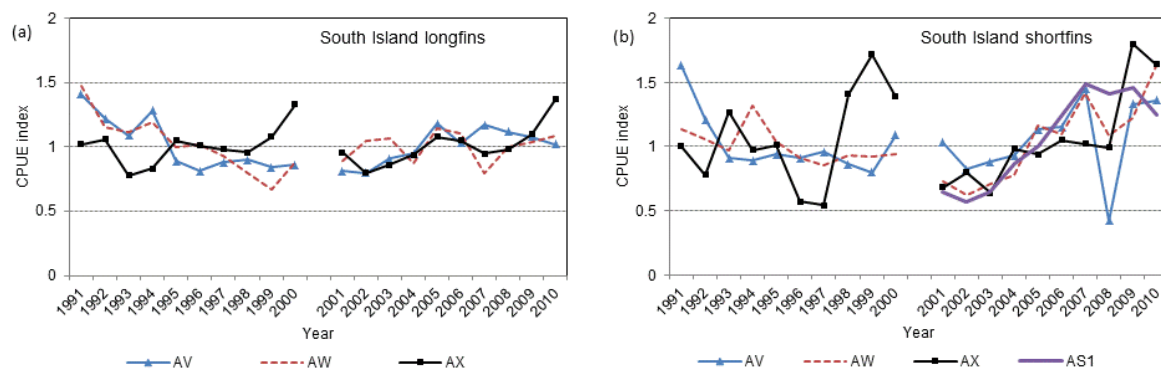 (a)
South Island longfins
CPUE index
2
1.5
1
0.5
0
1991 1992 1993 1994 1995 1996 1997 1998 1999 2000 2001 2002 2003 2004 2005 2006 2007 2008 2009 2010
Year
AV AW AX
(b)
South Island shortfins
CPUE index
2
1.5
1
0.5
0
1991 1992 1993 1994 1995 1996 1997 1998 1999 2000 2001 2002 2003 2004 2005 2006 2007 2008 2009 2010
Year
AV AW AX AS1